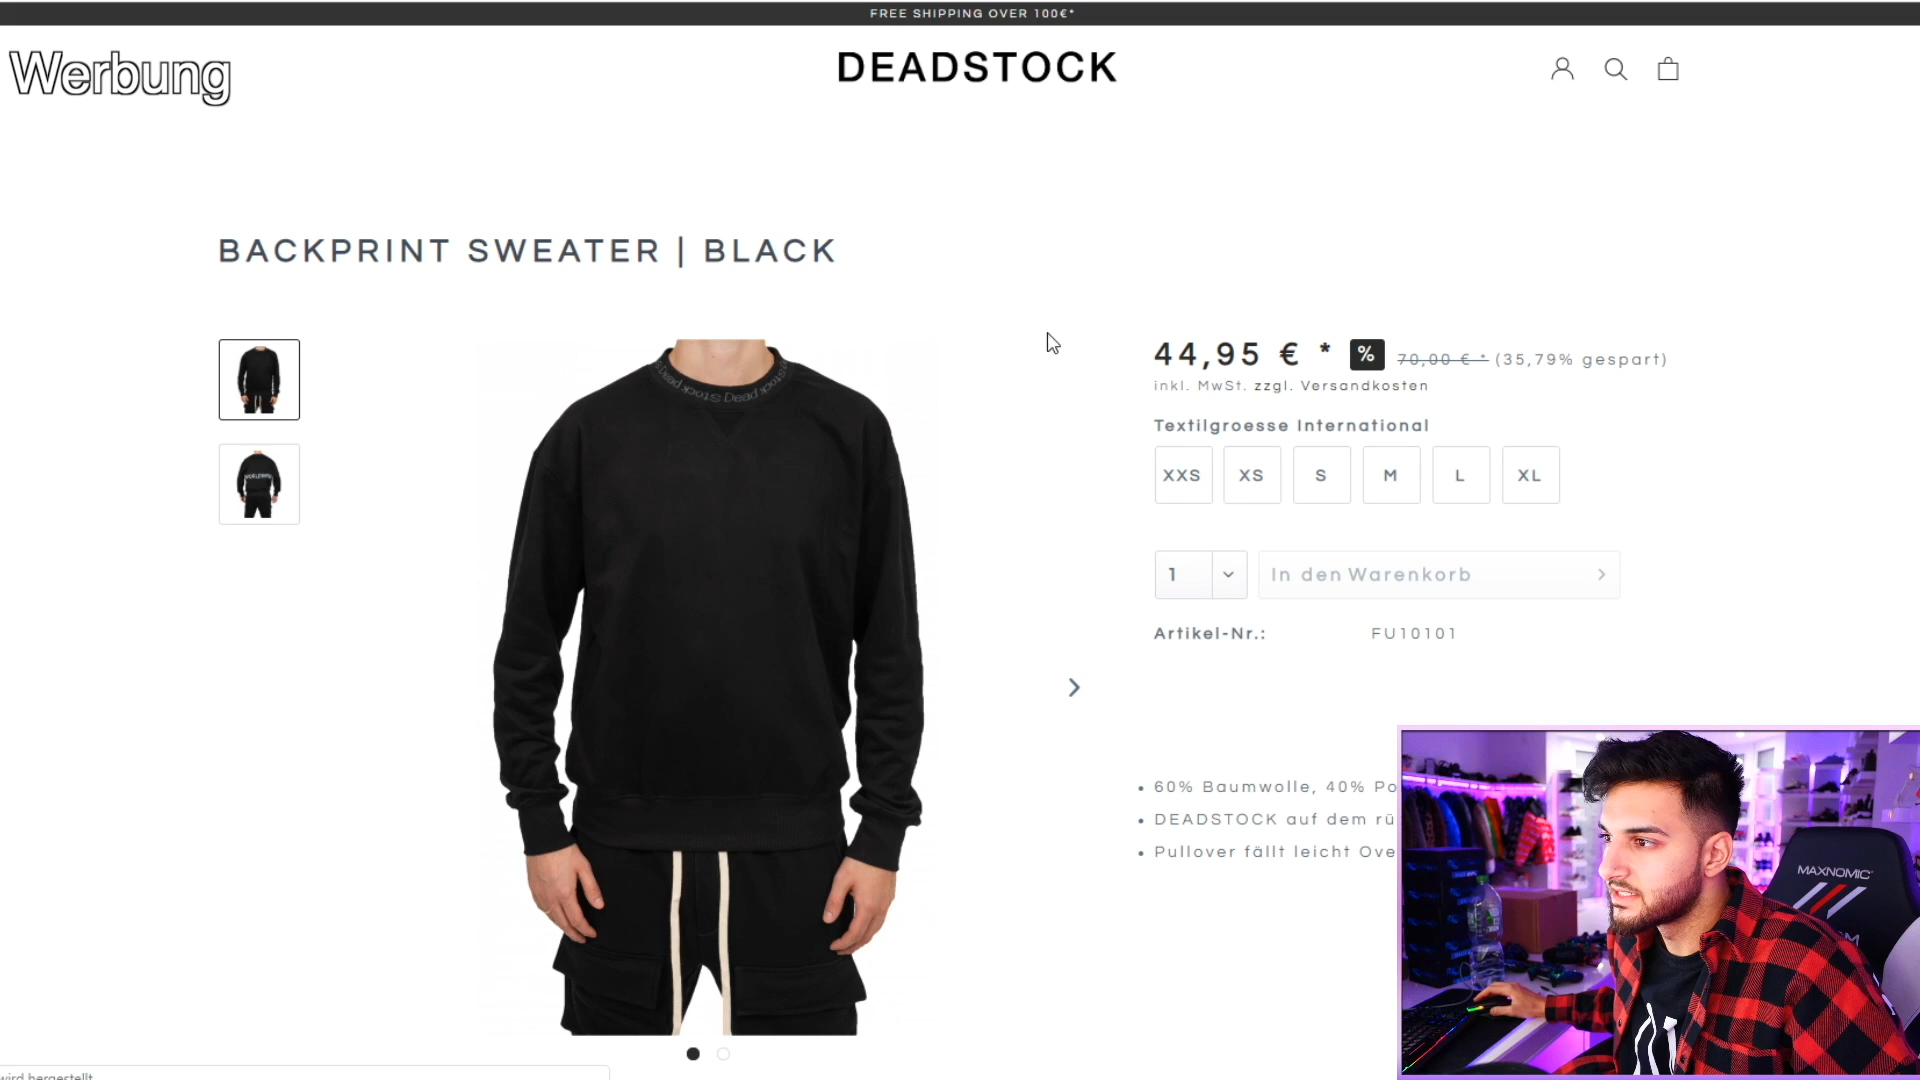 FREE SHIPPING OVER 100€*
Werbung
DEADSTOCK
BACKPRINT SWEATER | BLACK
44,95 € * % 70,00 € * (35,79% gespart)
inkl. MwSt. zzgl. Versandkosten
Textilgroesse International
XXS XS S M L XL
1 In den Warenkorb
Artikel-Nr.: FU10101
60% Baumwolle, 40% Po
DEADSTOCK auf dem rü
Pullover fällt leicht Ove
MAXNOMIC
wird hergestellt